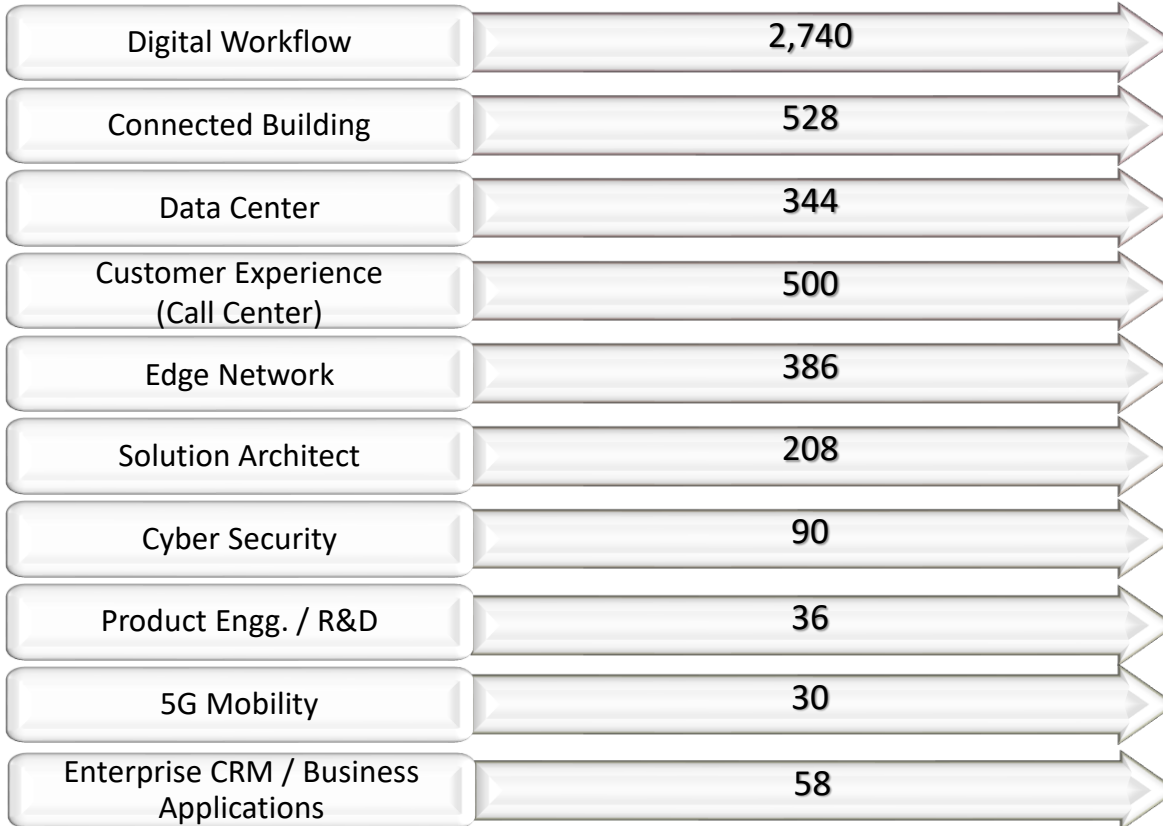 Digital Workflow 2,740
Connected Building 528
Data Center 344
Customer Experience
(Call Center) 500
Edge Network 386
Solution Architect 208
Cyber Security 90
Product Engg. / R&D 36
5G Mobility 30
Enterprise CRM / Business
Applications 58